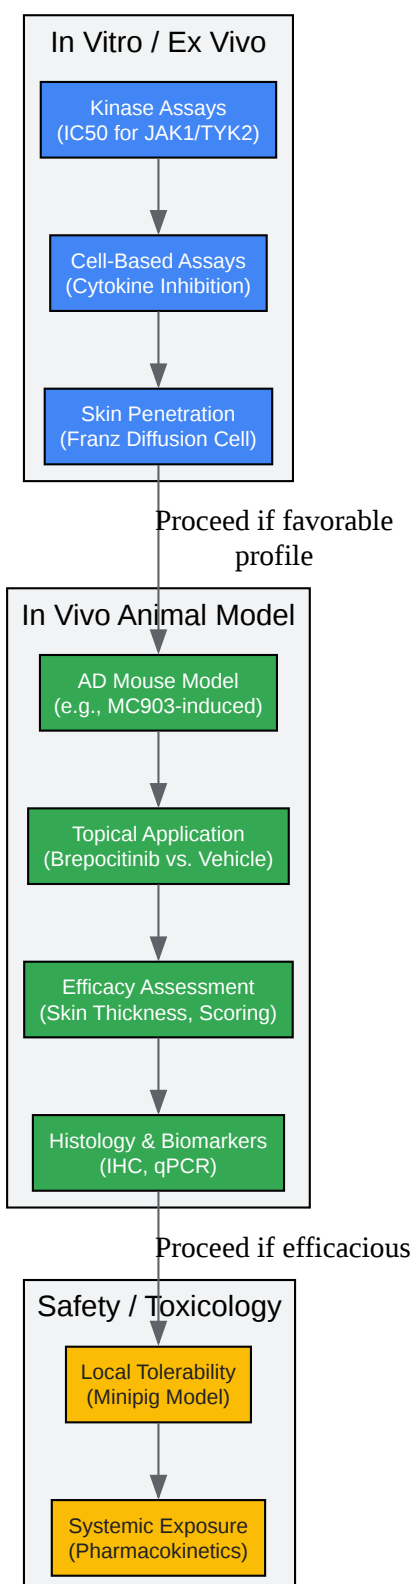 In Vitro / Ex Vivo
Kinase Assays
(IC50 for JAK1/TYK2)
Cell-Based Assays
(Cytokine Inhibition)
Skin Penetration
(Franz Diffusion Cell)
Proceed if favorable
profile
In Vivo Animal Model
AD Mouse Model
(e.g., MC903-induced)
Topical Application
(Brepocitinib vs. Vehicle)
Efficacy Assessment
(Skin Thickness, Scoring)
Histology & Biomarkers
(IHC, qPCR)
Proceed if efficacious
Safety / Toxicology
Local Tolerability
(Minipig Model)
Systemic Exposure
(Pharmacokinetics)